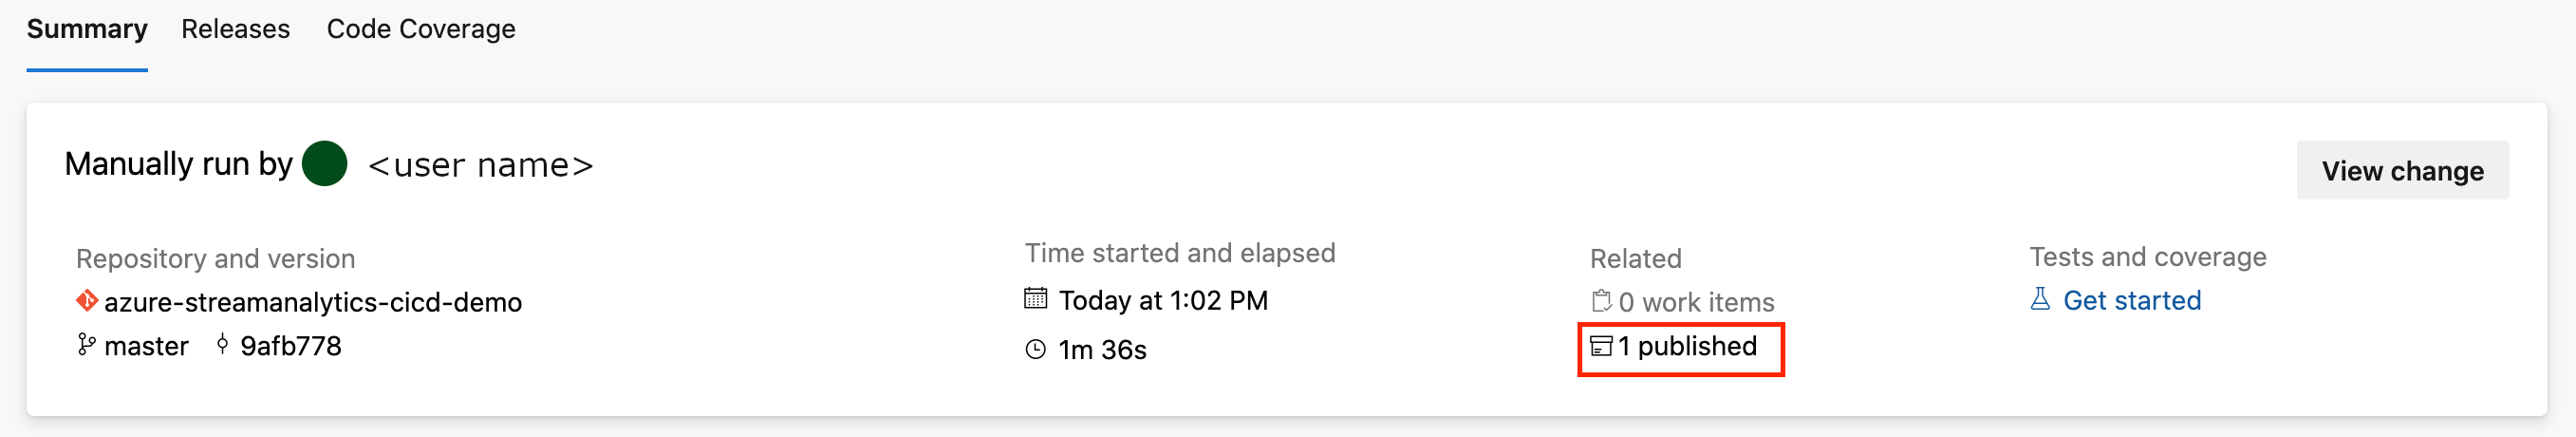 Summary Releases Code Coverage
Manually run by <user name>
View change
Repository and version
azure-streamanalytics-cicd-demo
master 9afb778
Time started and elapsed
Today at 1:02 PM
1m 36s
Related
0 work items
1 published
Tests and coverage
Get started